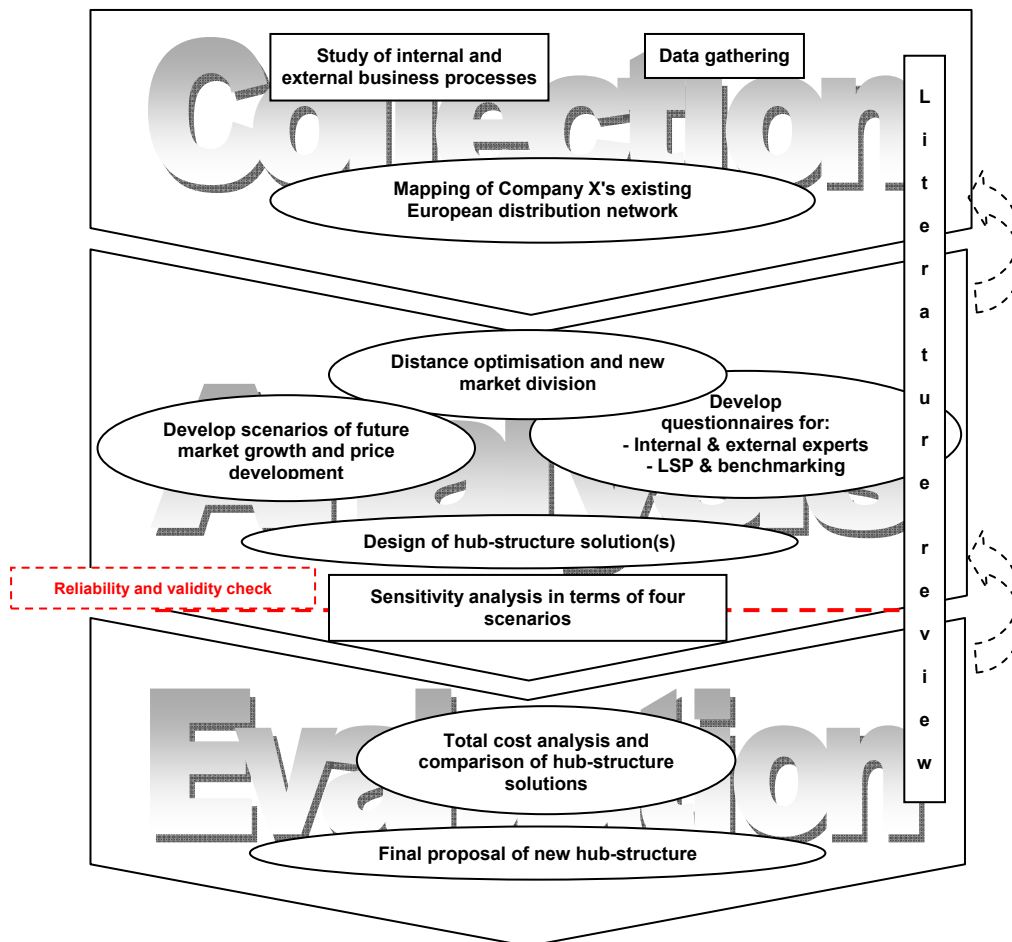 Collection
Study of internal and
external business processes
Data gathering
Mapping of Company X's existing
European distribution network
Literature review
Analysis
Distance optimisation and new
market division
Develop scenarios of future
market growth and price
development
Develop
questionnaires for:
- Internal & external experts
- LSP & benchmarking
Design of hub-structure solution(s)
Reliability and validity check
Sensitivity analysis in terms of four
scenarios
Evaluation
Total cost analysis and
comparison of hub-structure
solutions
Final proposal of new hub-structure